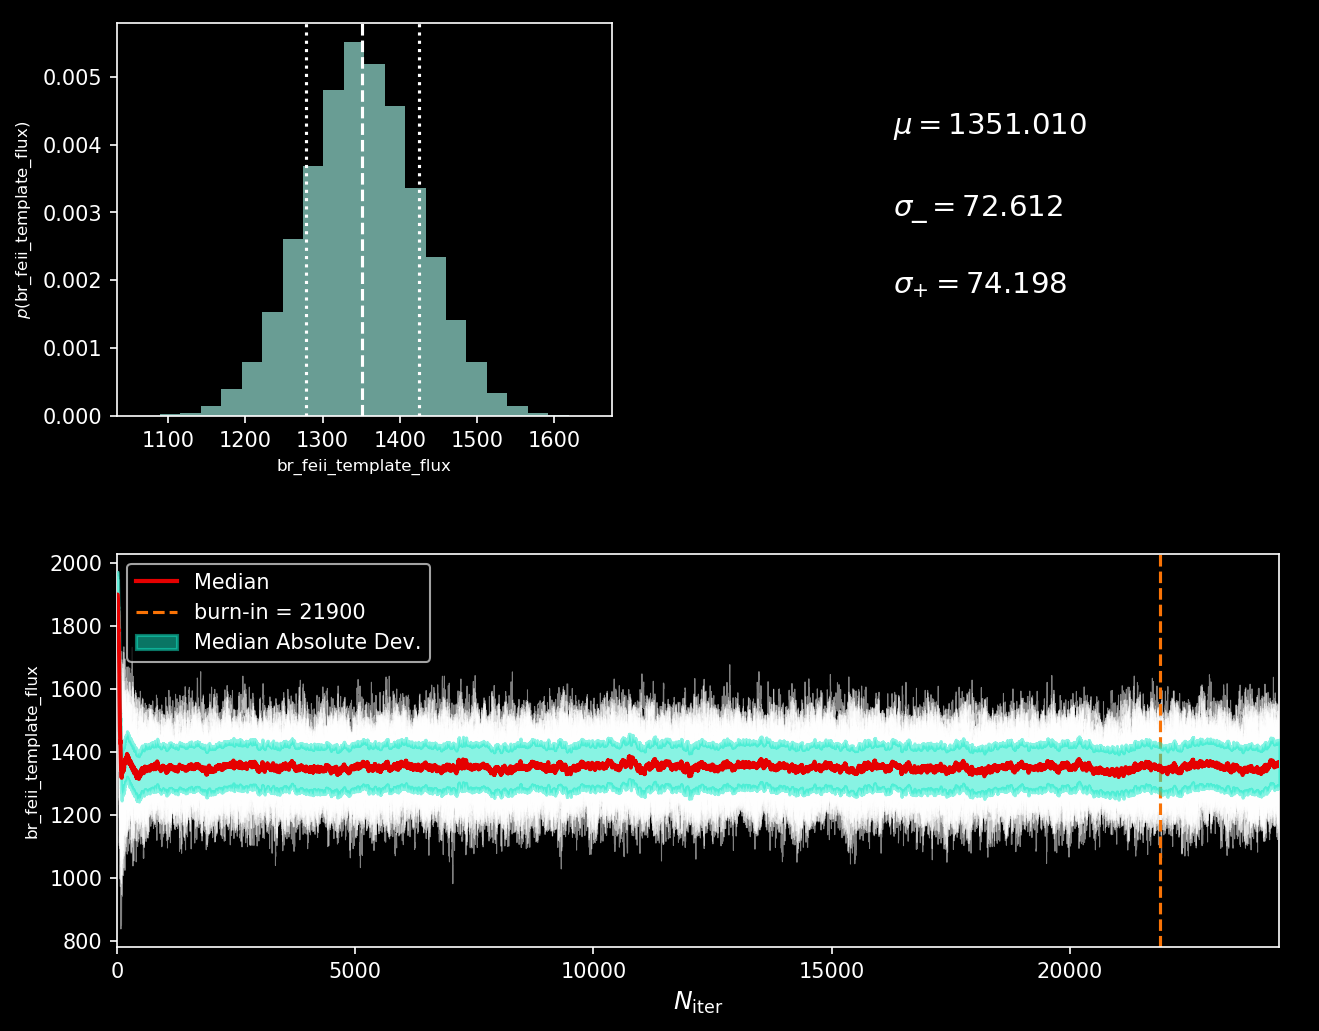 0.005
0.004
0.003
0.002
0.001
0.000
p(br_feii_template_flux)
1100 1200 1300 1400 1500 1600
br_feii_template_flux
μ = 1351.010
σ₋ = 72.612
σ₊ = 74.198
2000
1800
1600
1400
1200
1000
800
br_feii_template_flux
Median
burn-in = 21900
Median Absolute Dev.
0 5000 10000 15000 20000
N_iter